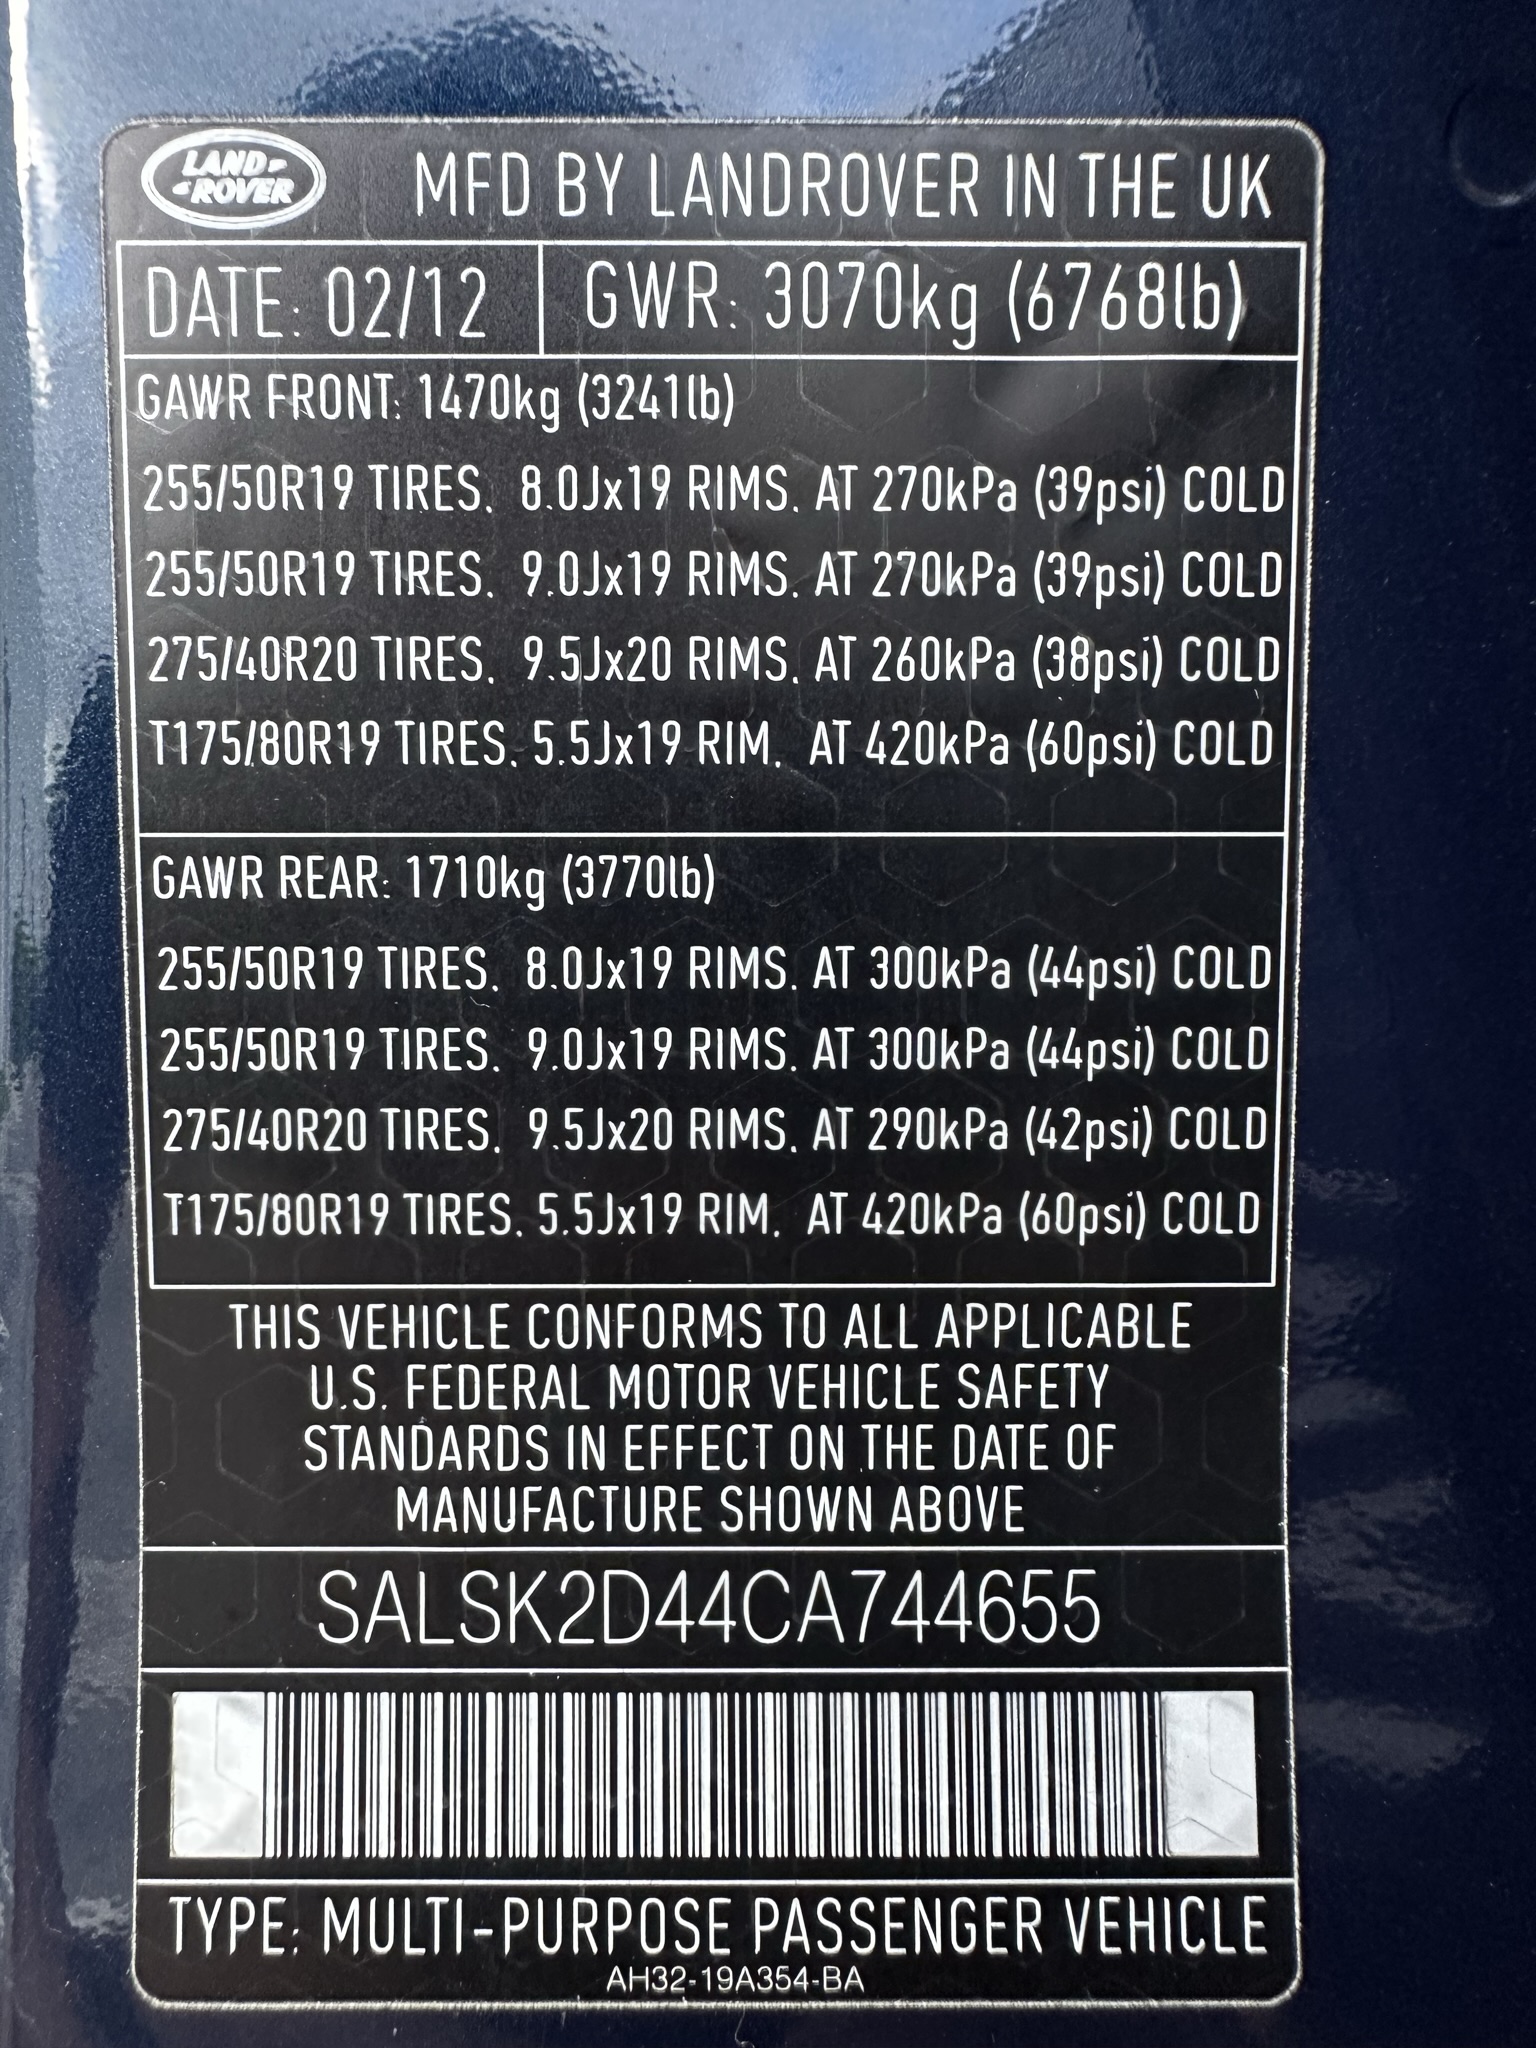 LAND ROVER
MFD BY LANDROVER IN THE UK
DATE: 02/12
GWR: 3070kg (6768lb)
GAWR FRONT: 1470kg (3241lb)
255/50R19 TIRES. 8.0Jx19 RIMS. AT 270kPa (39psi) COLD
255/50R19 TIRES. 9.0Jx19 RIMS. AT 270kPa (39psi) COLD
275/40R20 TIRES. 9.5Jx20 RIMS. AT 260kPa (38psi) COLD
T175/80R19 TIRES. 5.5Jx19 RIM. AT 420kPa (60psi) COLD
GAWR REAR: 1710kg (3770lb)
255/50R19 TIRES. 8.0Jx19 RIMS. AT 300kPa (44psi) COLD
255/50R19 TIRES. 9.0Jx19 RIMS. AT 300kPa (44psi) COLD
275/40R20 TIRES. 9.5Jx20 RIMS. AT 290kPa (42psi) COLD
T175/80R19 TIRES. 5.5Jx19 RIM. AT 420kPa (60psi) COLD
THIS VEHICLE CONFORMS TO ALL APPLICABLE
U.S. FEDERAL MOTOR VEHICLE SAFETY
STANDARDS IN EFFECT ON THE DATE OF
MANUFACTURE SHOWN ABOVE
SALSK2D44CA744655
TYPE: MULTI-PURPOSE PASSENGER VEHICLE
AH32-19A354-BA